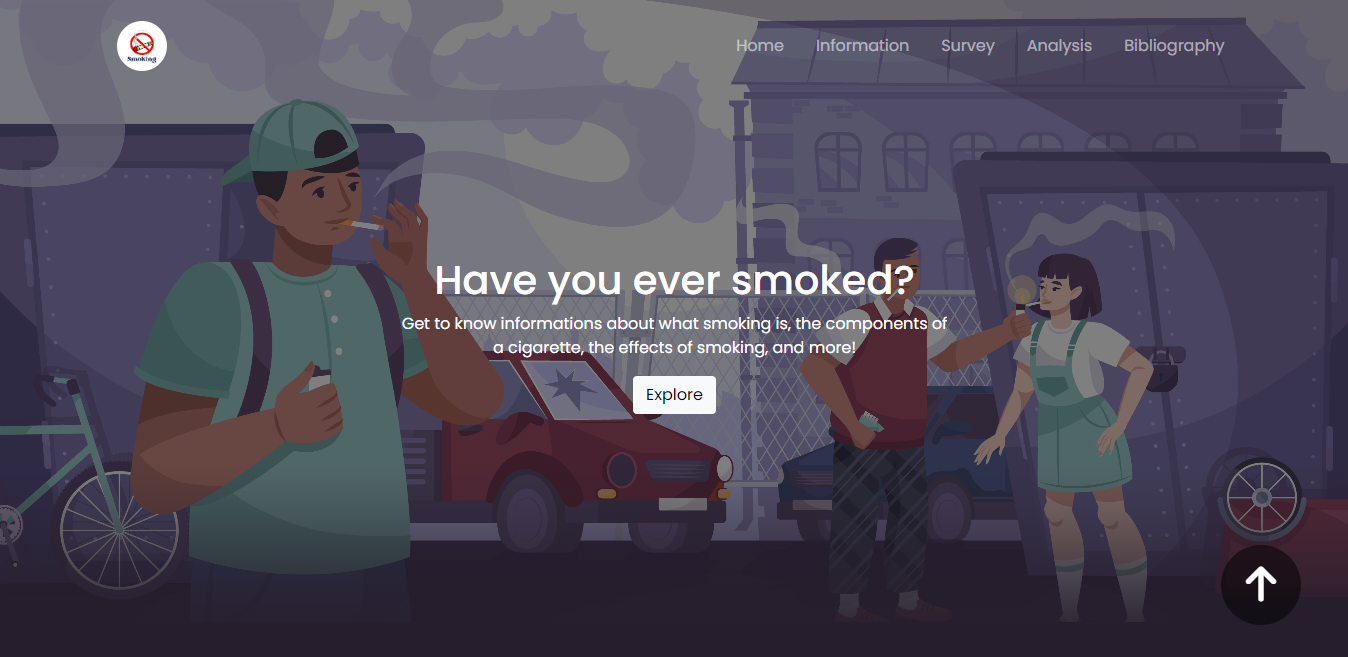 Smoking
Home Information Survey Analysis Bibliography
Have you ever smoked?
Get to know informations about what smoking is, the components of
a cigarette, the effects of smoking, and more!
Explore